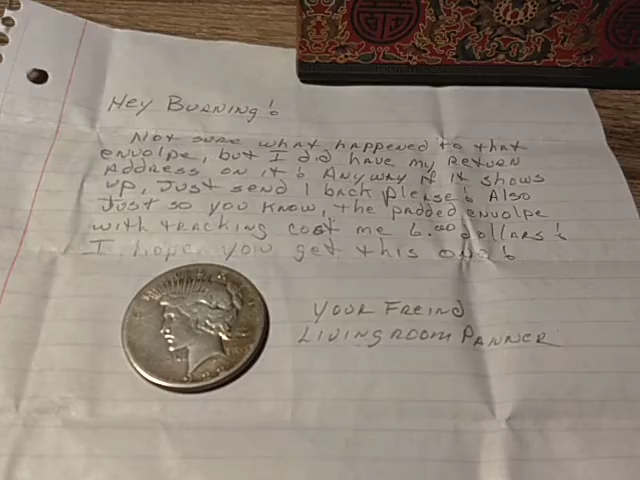 Hey Burning!
Not sure what happened to that
envolpe, but I did have my return
address on it! Anyway if it shows
up, just send 1 back please! Also
just so you know, the padded envolpe
with tracking cost me 6.00 dollars!
I hope you get this one!
Your Freind
Livingroom Panner